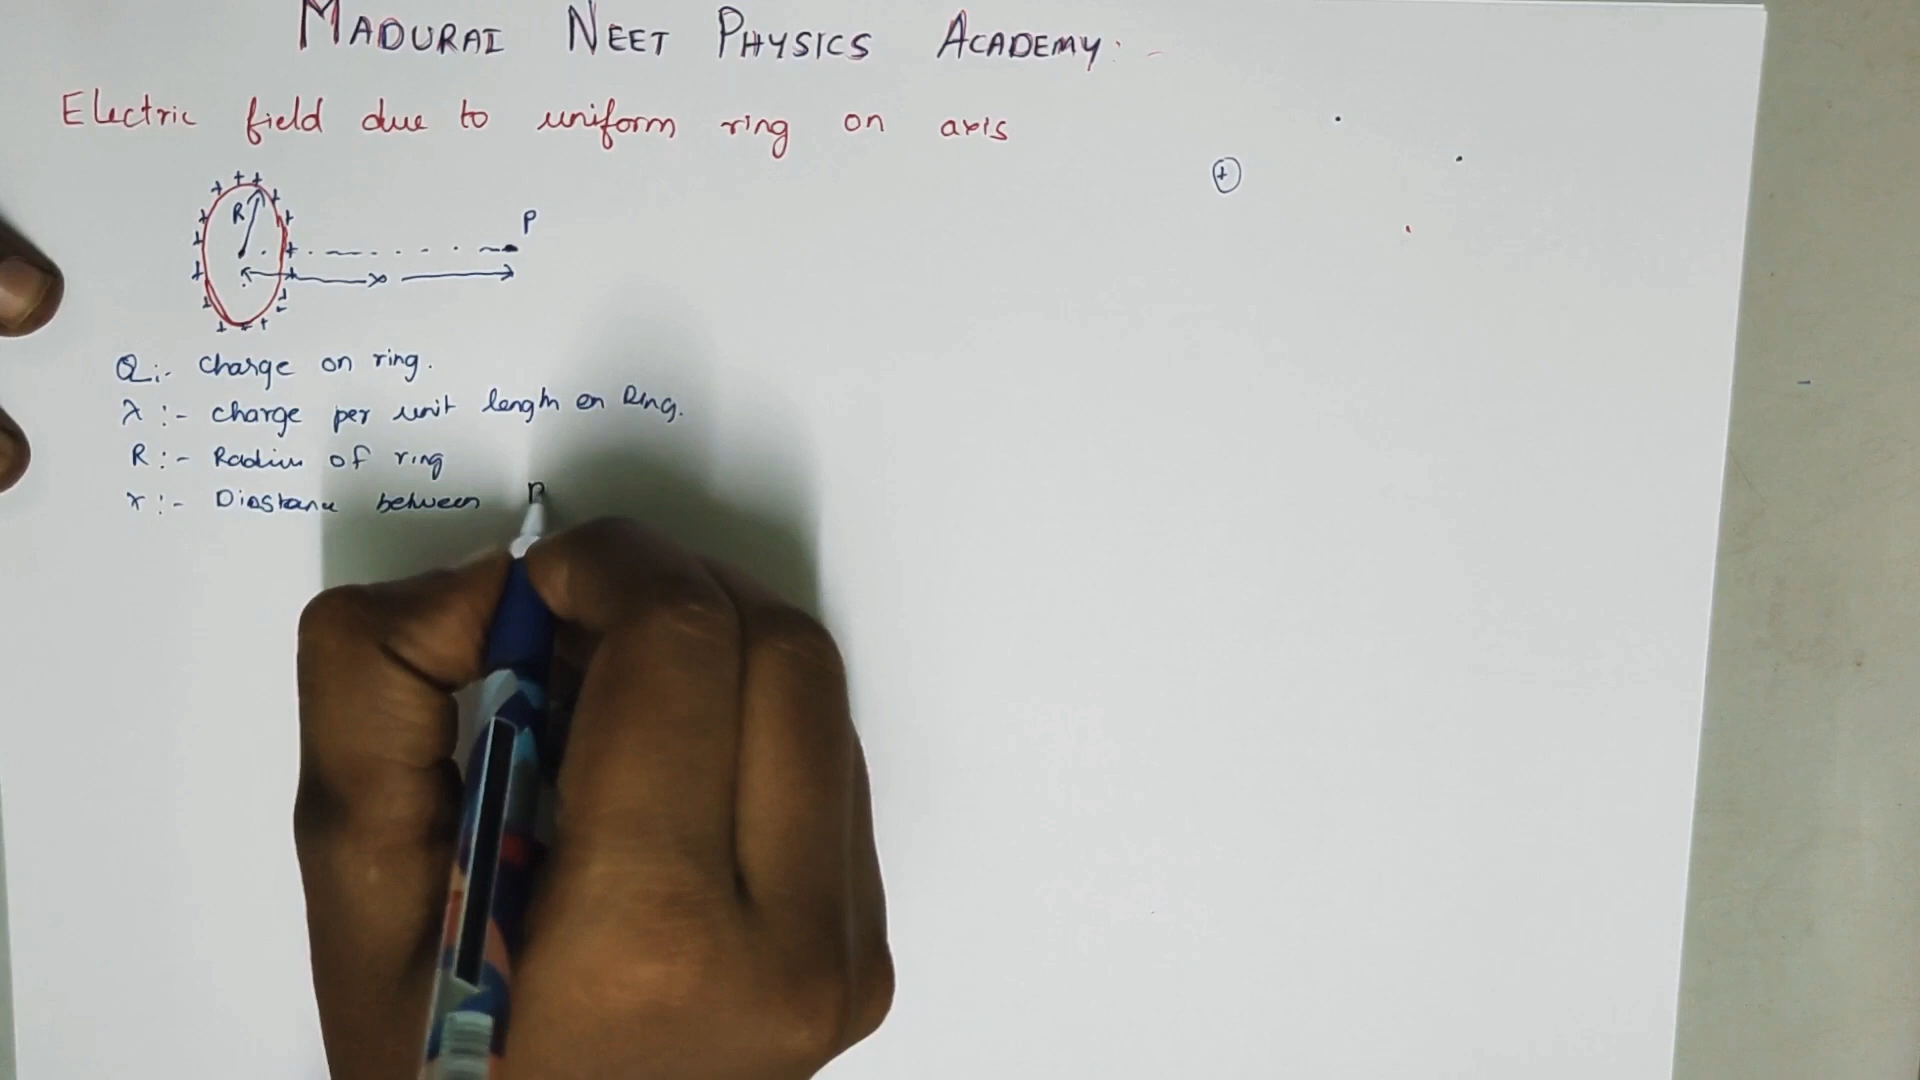 MADURAI NEET PHYSICS ACADEMY:-
Electric field due to uniform ring on axis
R
P
x
Q:- Charge on ring.
λ:- Charge per unit length on Ring.
R:- Radius of ring
x:- Diastance between